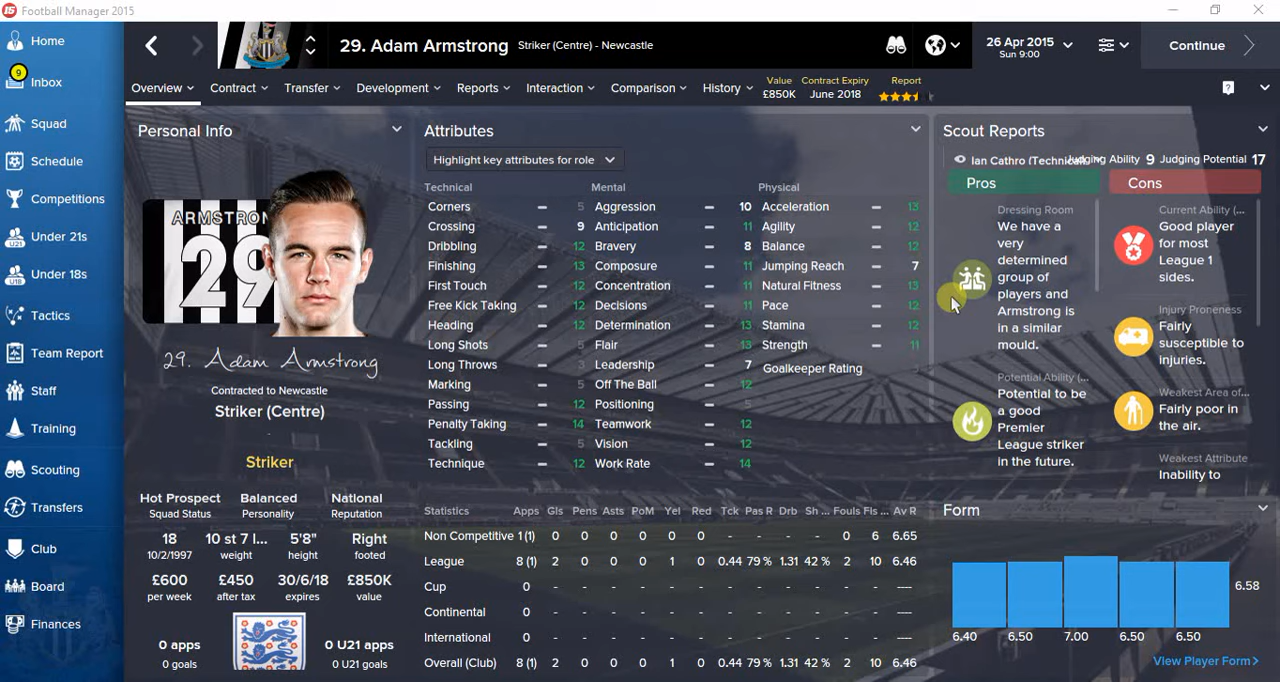 Football Manager 2015
Home
9
Inbox
Squad
Schedule
Competitions
Under 21s
Under 18s
Tactics
Team Report
Staff
Training
Scouting
Transfers
Club
Board
Finances
29. Adam Armstrong Striker (Centre) - Newcastle
26 Apr 2015
Sun 9:00
Continue
Overview Contract Transfer Development Reports Interaction Comparison History
Value
£850K
Contract Expiry
June 2018
Report
Personal Info
29
29. Adam Armstrong
Contracted to Newcastle
Striker (Centre)
-
Striker
Hot Prospect
Squad Status
Balanced
Personality
National
Reputation
18
10/2/1997
10 st 7 l...
weight
5'8"
height
Right
footed
£600
per week
£450
after tax
30/6/18
expires
£850K
value
0 apps
0 goals
0 U21 apps
0 U21 goals
Attributes
Highlight key attributes for role
Technical Mental Physical
Corners – 5 Aggression – 10 Acceleration – 13
Crossing – 9 Anticipation – 11 Agility – 12
Dribbling – 12 Bravery – 8 Balance – 12
Finishing – 13 Composure – 11 Jumping Reach – 7
First Touch – 12 Concentration – 11 Natural Fitness – 13
Free Kick Taking – 12 Decisions – 11 Pace – 12
Heading – 12 Determination – 13 Stamina – 12
Long Shots – 5 Flair – 13 Strength – 11
Long Throws – 3 Leadership – 7 Goalkeeper Rating
Marking – 5 Off The Ball – 12
Passing – 12 Positioning – 5
Penalty Taking – 14 Teamwork – 12
Tackling – 5 Vision – 12
Technique – 12 Work Rate – 14
Statistics Apps Gls Pens Asts PoM Yel Red Tck Pas R Drb Sh ... Fouls Fls ... Av R
Non Competitive 1 (1) 0 0 0 0 0 0 - - - - 0 6 6.65
League 8 (1) 2 0 0 0 1 0 0.44 79 % 1.31 42 % 2 10 6.46
Cup 0 - - - - - - - - - - - - ----
Continental 0 - - - - - - - - - - - - ----
International 0 - - - - - - - - - - - - ----
Overall (Club) 8 (1) 2 0 0 0 1 0 0.44 79 % 1.31 42 % 2 10 6.46
Scout Reports
Ian Cathro Judging Ability 9 Judging Potential 17
Pros
Cons
Dressing Room
We have a
very
determined
group of
players and
Armstrong is
in a similar
mould.
Potential Ability (...
Potential to be
a good
Premier
League striker
in the future.
Current Ability (...
Good player
for most
League 1
sides.
Injury Proneness
Fairly
susceptible to
injuries.
Weakest Area of...
Fairly poor in
the air.
Weakest Attribute
Inability to
Form
6.58
6.40 6.50 7.00 6.50 6.50
View Player Form